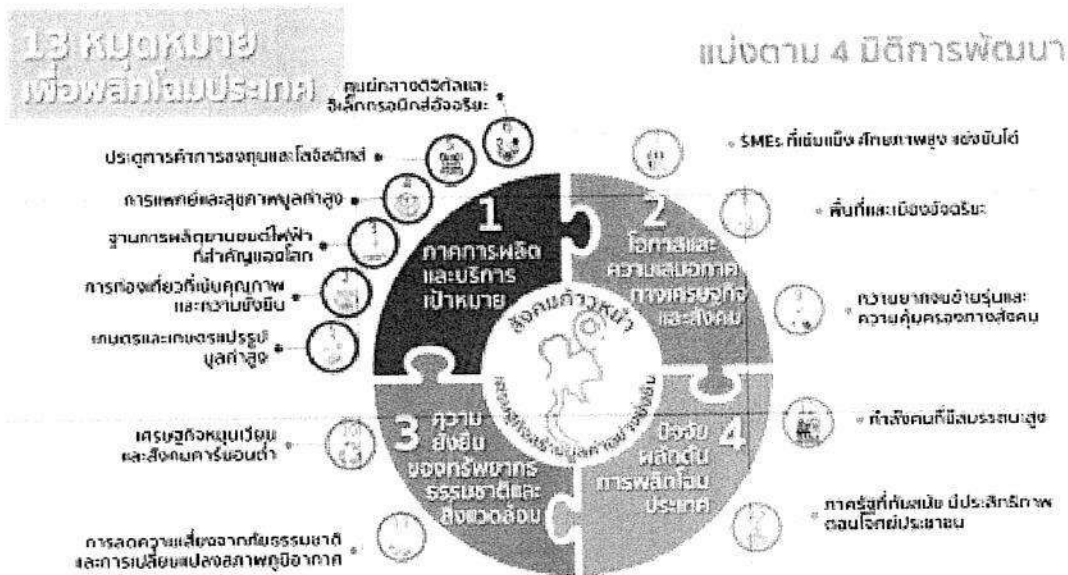 13 หมุดหมาย
เพื่อพลิกโฉมประเทศ
แบ่งตาม 4 มิติการพัฒนา
ศูนย์กลางดิจิทัลและ
อิเล็กทรอนิกส์อัจฉริยะ
6
ประตูการค้าการลงทุนและโลจิสติกส์
5
การแพทย์และสุขภาพมูลค่าสูง
4
ฐานการผลิตยานยนต์ไฟฟ้า
ที่สำคัญของโลก
3
การท่องเที่ยวที่เน้นคุณภาพ
และความยั่งยืน
2
เกษตรและเกษตรแปรรูป
มูลค่าสูง
1
1
ภาคการผลิต
และบริการ
เป้าหมาย
2
โอกาสและ
ความเสมอภาค
ทางเศรษฐกิจ
และสังคม
SMEs ที่เข้มแข็ง ศักยภาพสูง แข่งขันได้
พื้นที่และเมืองอัจฉริยะ
ความยากจนข้ามรุ่นและ
ความคุ้มครองทางสังคม
สังคมก้าวหน้า
เศรษฐกิจสร้างมูลค่าอย่างยั่งยืน
3
ความ
ยั่งยืน
ของทรัพยากร
ธรรมชาติและ
สิ่งแวดล้อม
เศรษฐกิจหมุนเวียน
และสังคมคาร์บอนต่ำ
การลดความเสี่ยงจากภัยธรรมชาติ
และการเปลี่ยนแปลงสภาพภูมิอากาศ
4
ปัจจัย
ผลักดัน
การพลิกโฉม
ประเทศ
กำลังคนที่มีสมรรถนะสูง
ภาครัฐที่ทันสมัย มีประสิทธิภาพ
ตอบโจทย์ประชาชน